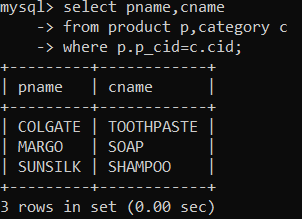 mysql> select pname,cname
    -> from product p,category c
    -> where p.p_cid=c.cid;
+---------+------------+
| pname   | cname      |
+---------+------------+
| COLGATE | TOOTHPASTE |
| MARGO   | SOAP       |
| SUNSILK | SHAMPOO    |
+---------+------------+
3 rows in set (0.00 sec)